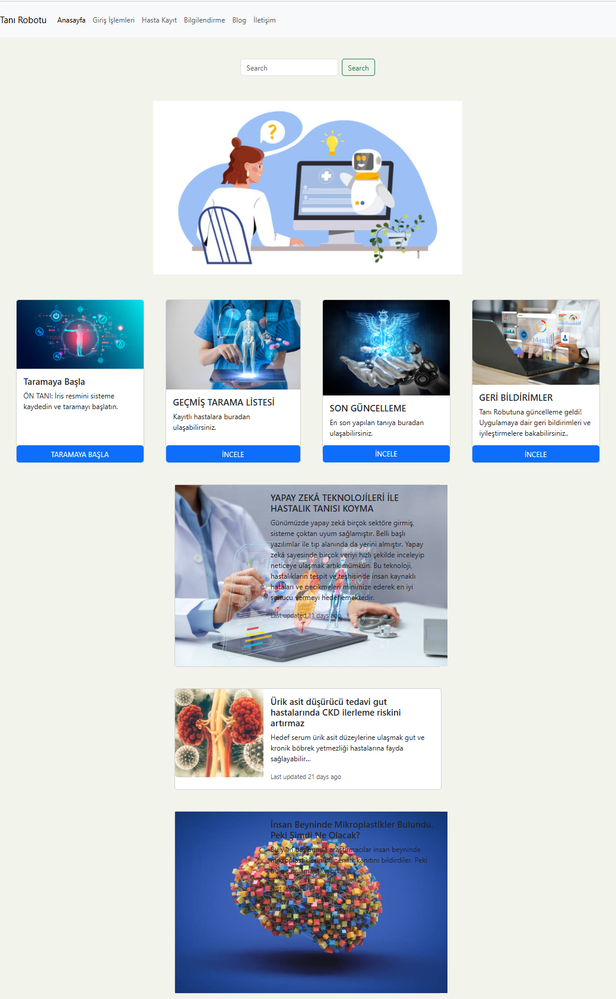 Tanı Robotu Anasayfa Giriş İşlemleri Hasta Kayıt Bilgilendirme Blog İletişim
Search Search
?
Taramaya Başla
ÖN TANI: İris resmini sisteme
kaydedin ve taramayı başlatın.
TARAMAYA BAŞLA
GEÇMİŞ TARAMA LİSTESİ
Kayıtlı hastalara buradan
ulaşabilirsiniz.
İNCELE
SON GÜNCELLEME
En son yapılan tanıya buradan
ulaşabilirsiniz.
İNCELE
GERİ BİLDİRİMLER
Tanı Robutuna güncelleme geldi!
Uygulamaya dair geri bildirimleri ve
iyileştirmelere bakabilirsiniz..
İNCELE
YAPAY ZEKÂ TEKNOLOJİLERİ İLE
HASTALIK TANISI KOYMA
Günümüzde yapay zekâ birçok sektöre girmiş,
sisteme çoktan uyum sağlamıştır. Belli başlı
yazılımlar ile tıp alanında da yerini almıştır. Yapay
zekâ sayesinde birçok veriyi hızlı şekilde inceleyip
neticeye ulaşmak artık mümkün. Bu teknoloji,
hastalıkların tespit ve teşhisinde insan kaynaklı
hataları ve gecikmeleri minimize ederek en iyi
sonucu vermeyi hedeflemektedir.
Last updated 11 days ago
Ürik asit düşürücü tedavi gut
hastalarında CKD ilerleme riskini
artırmaz
Hedef serum ürik asit düzeylerine ulaşmak gut ve
kronik böbrek yetmezliği hastalarına fayda
sağlayabilir...
Last updated 21 days ago
İnsan Beyninde Mikroplastikler Bulundu.
Peki Şimdi Ne Olacak?
Bu yılın başlarında araştırmacılar insan beyninde
mikroplastiklerin bilinen ilk kanıtını bildirdiler. Peki
bu ne anlama geliyor?
Last updated mins ago